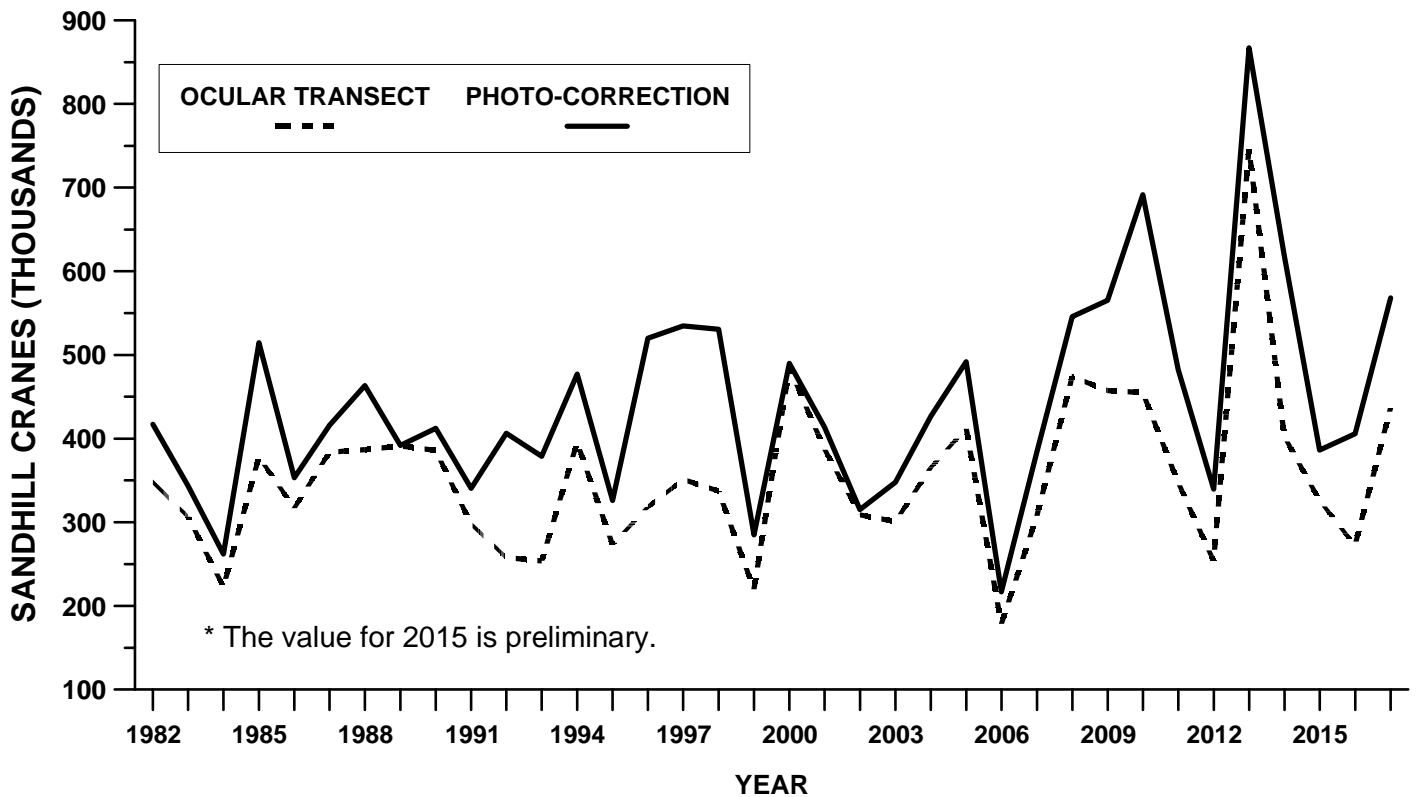 SANDHILL CRANES (THOUSANDS)
900
800
700
600
500
400
300
200
100
OCULAR TRANSECT PHOTO-CORRECTION
* The value for 2015 is preliminary.
1982 1985 1988 1991 1994 1997 2000 2003 2006 2009 2012 2015
YEAR